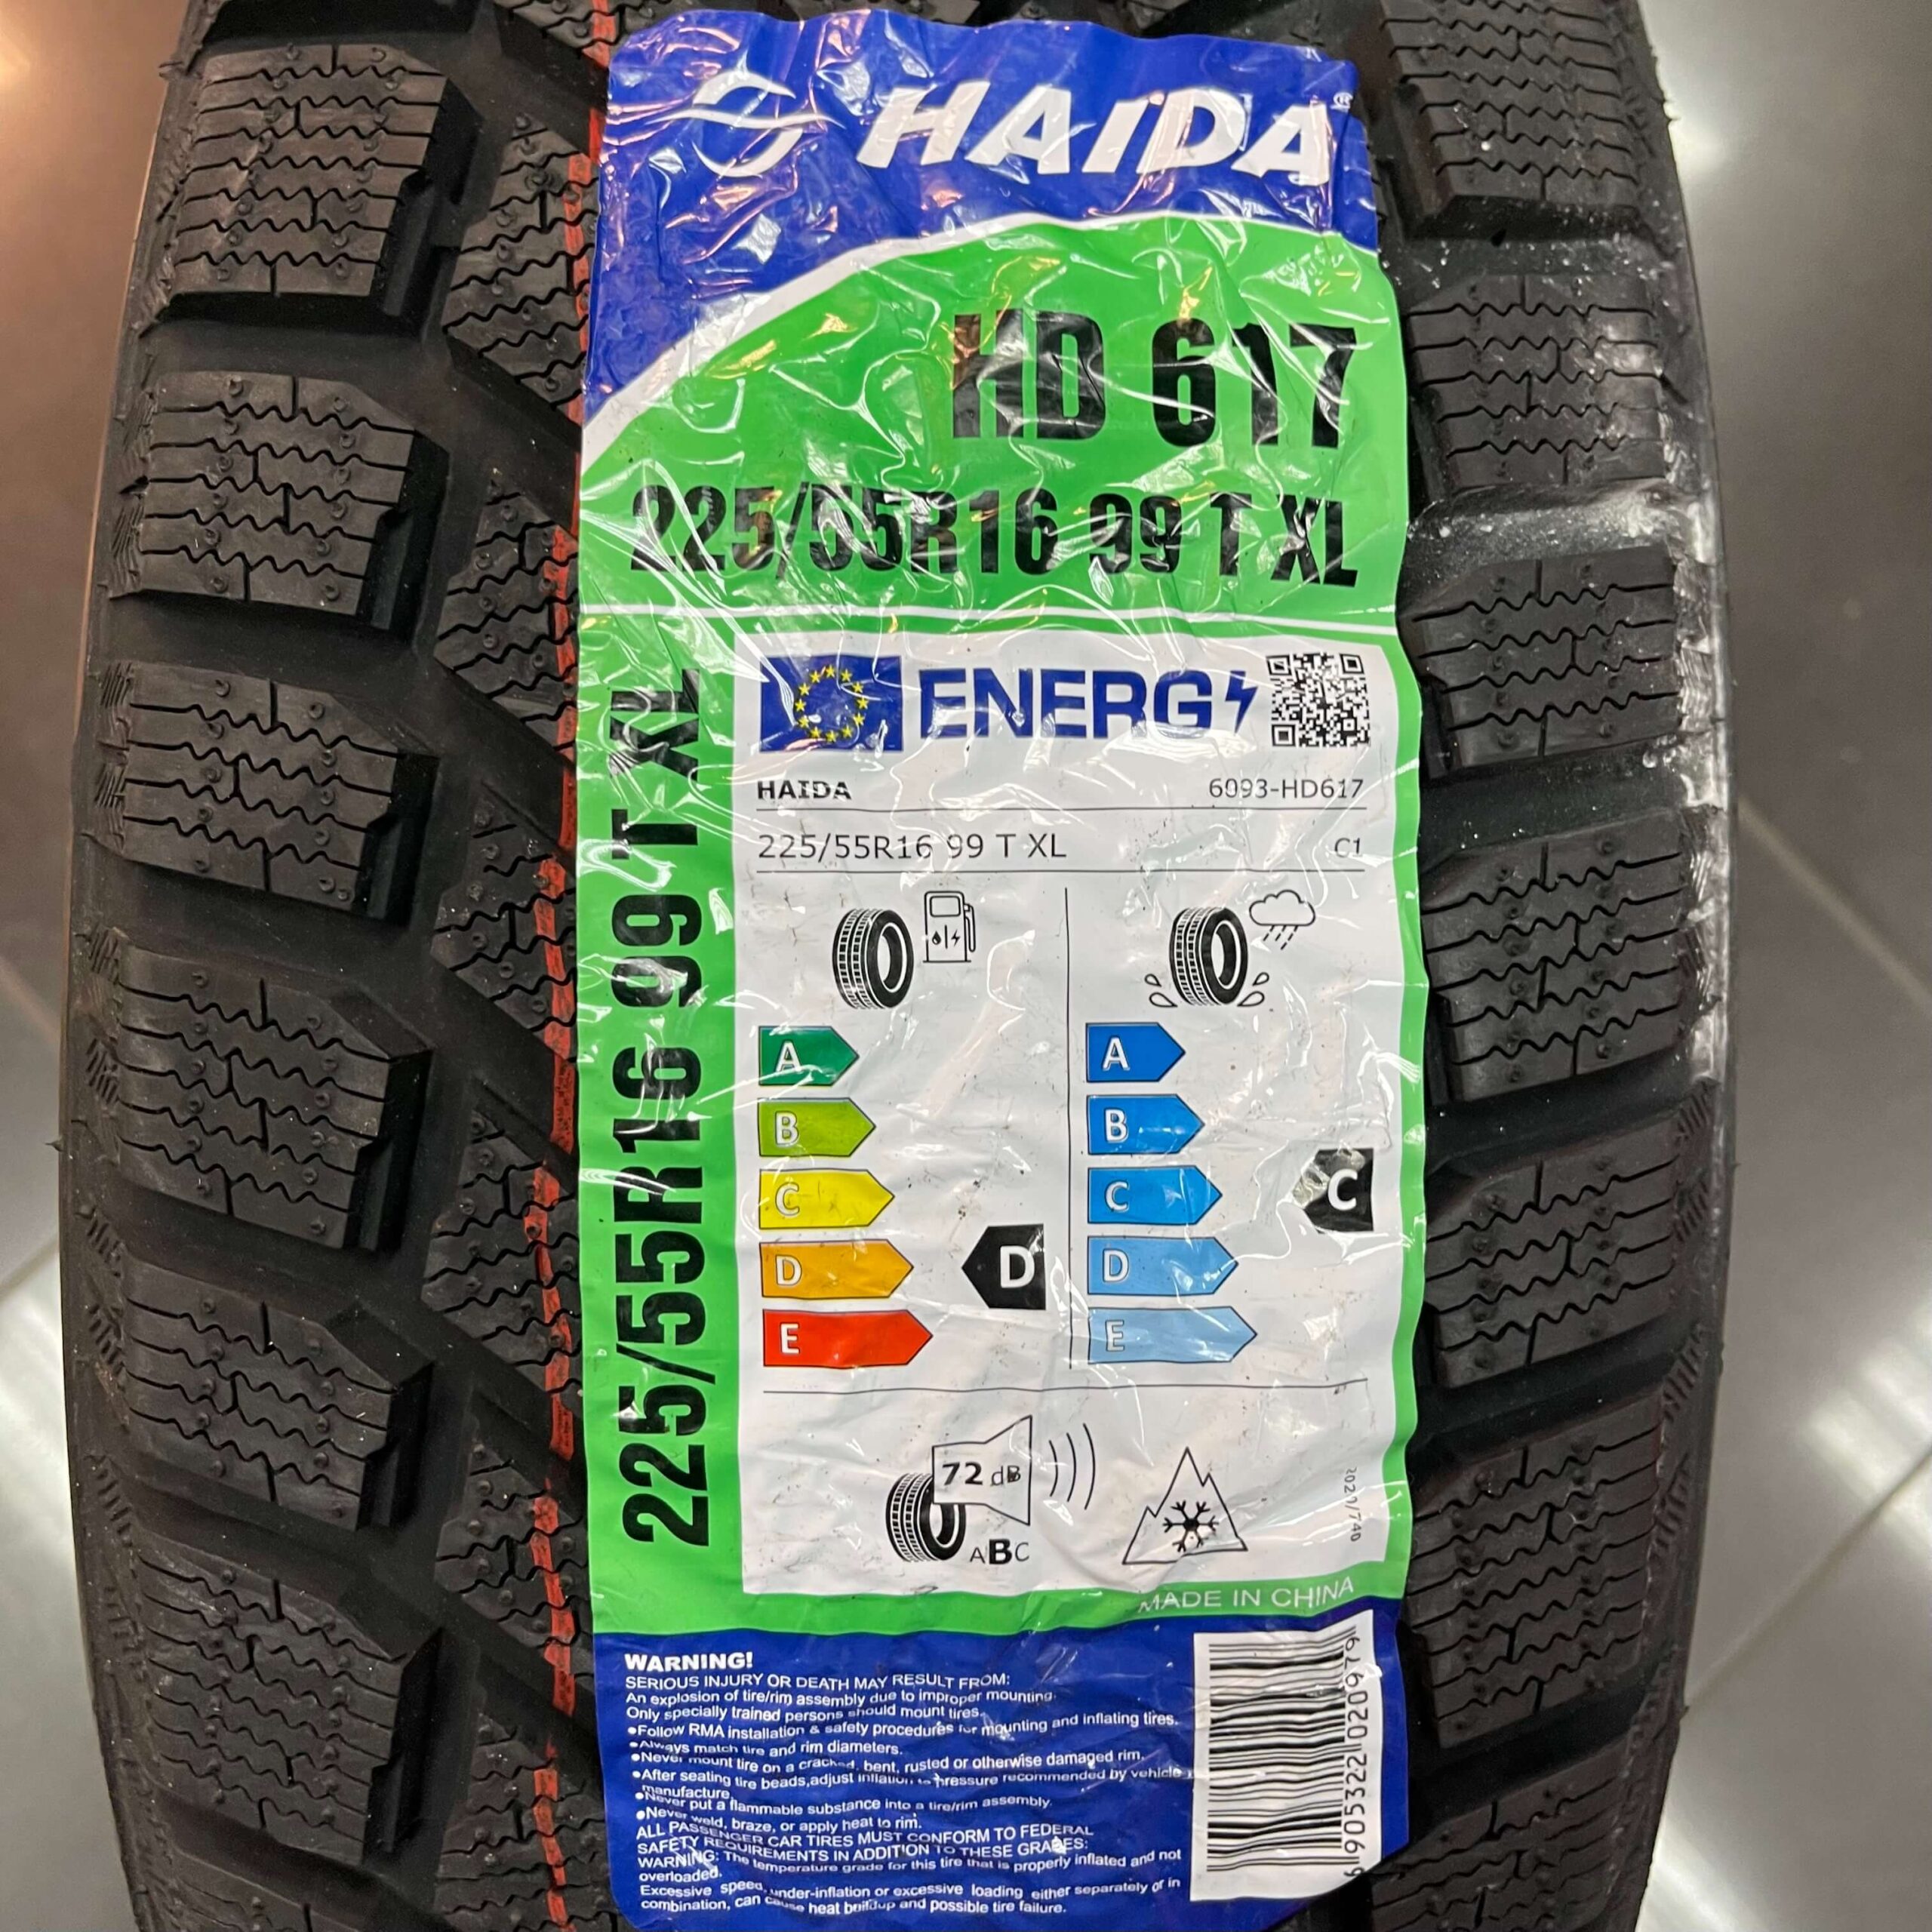 HAIDA®
HD 617
225/55R16 99 T XL
225/55R16 99 T XL
ENERG
HAIDA 6093-HD617
225/55R16 99 T XL C1
A A
B B
C C C
D D D
E E
72 dB
ABC
2020/740
MADE IN CHINA
WARNING!
SERIOUS INJURY OR DEATH MAY RESULT FROM:
An explosion of tire/rim assembly due to improper mounting.
Only specially trained persons should mount tires.
•Follow RMA installation & safety procedures for mounting and inflating tires.
•Always match tire and rim diameters.
•Never mount tire on a cracked, bent, rusted or otherwise damaged rim.
•After seating tire beads,adjust inflation to pressure recommended by vehicle
manufacture.
•Never put a flammable substance into a tire/rim assembly.
•Never weld, braze, or apply heat to rim.
ALL PASSENGER CAR TIRES MUST CONFORM TO FEDERAL
SAFETY REQUIREMENTS IN ADDITION TO THESE GRADES:
WARNING: The temperature grade for this tire that is properly inflated and not
overloaded.
Excessive speed, under-inflation or excessive loading either separately or in
combination, can cause heat buildup and possible tire failure.
6 905322 020979